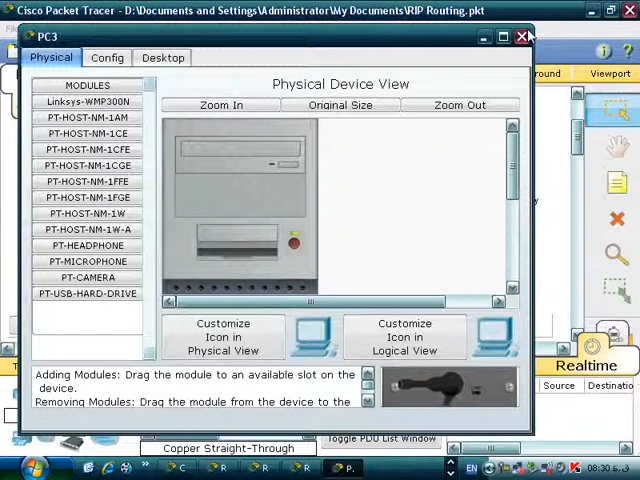 Cisco Packet Tracer - D:\Documents and Settings\Administrator\My Documents\RIP Routing.pkt
PC3
Physical
Config
Desktop
ound
Viewport
MODULES
Linksys-WMP300N
PT-HOST-NM-1AM
PT-HOST-NM-1CE
PT-HOST-NM-1CFE
PT-HOST-NM-1CGE
PT-HOST-NM-1FFE
PT-HOST-NM-1FGE
PT-HOST-NM-1W
PT-HOST-NM-1W-A
PT-HEADPHONE
PT-MICROPHONE
PT-CAMERA
PT-USB-HARD-DRIVE
Physical Device View
Zoom In
Original Size
Zoom Out
Customize
Icon in
Physical View
Customize
Icon in
Logical View
Adding Modules: Drag the module to an available slot on the
device.
Removing Modules: Drag the module from the device to the
Realtime
Source
Destinatio
Copper Straight-Through
Toggle PDU List Window
C
R
R
R
P.
EN
08:30